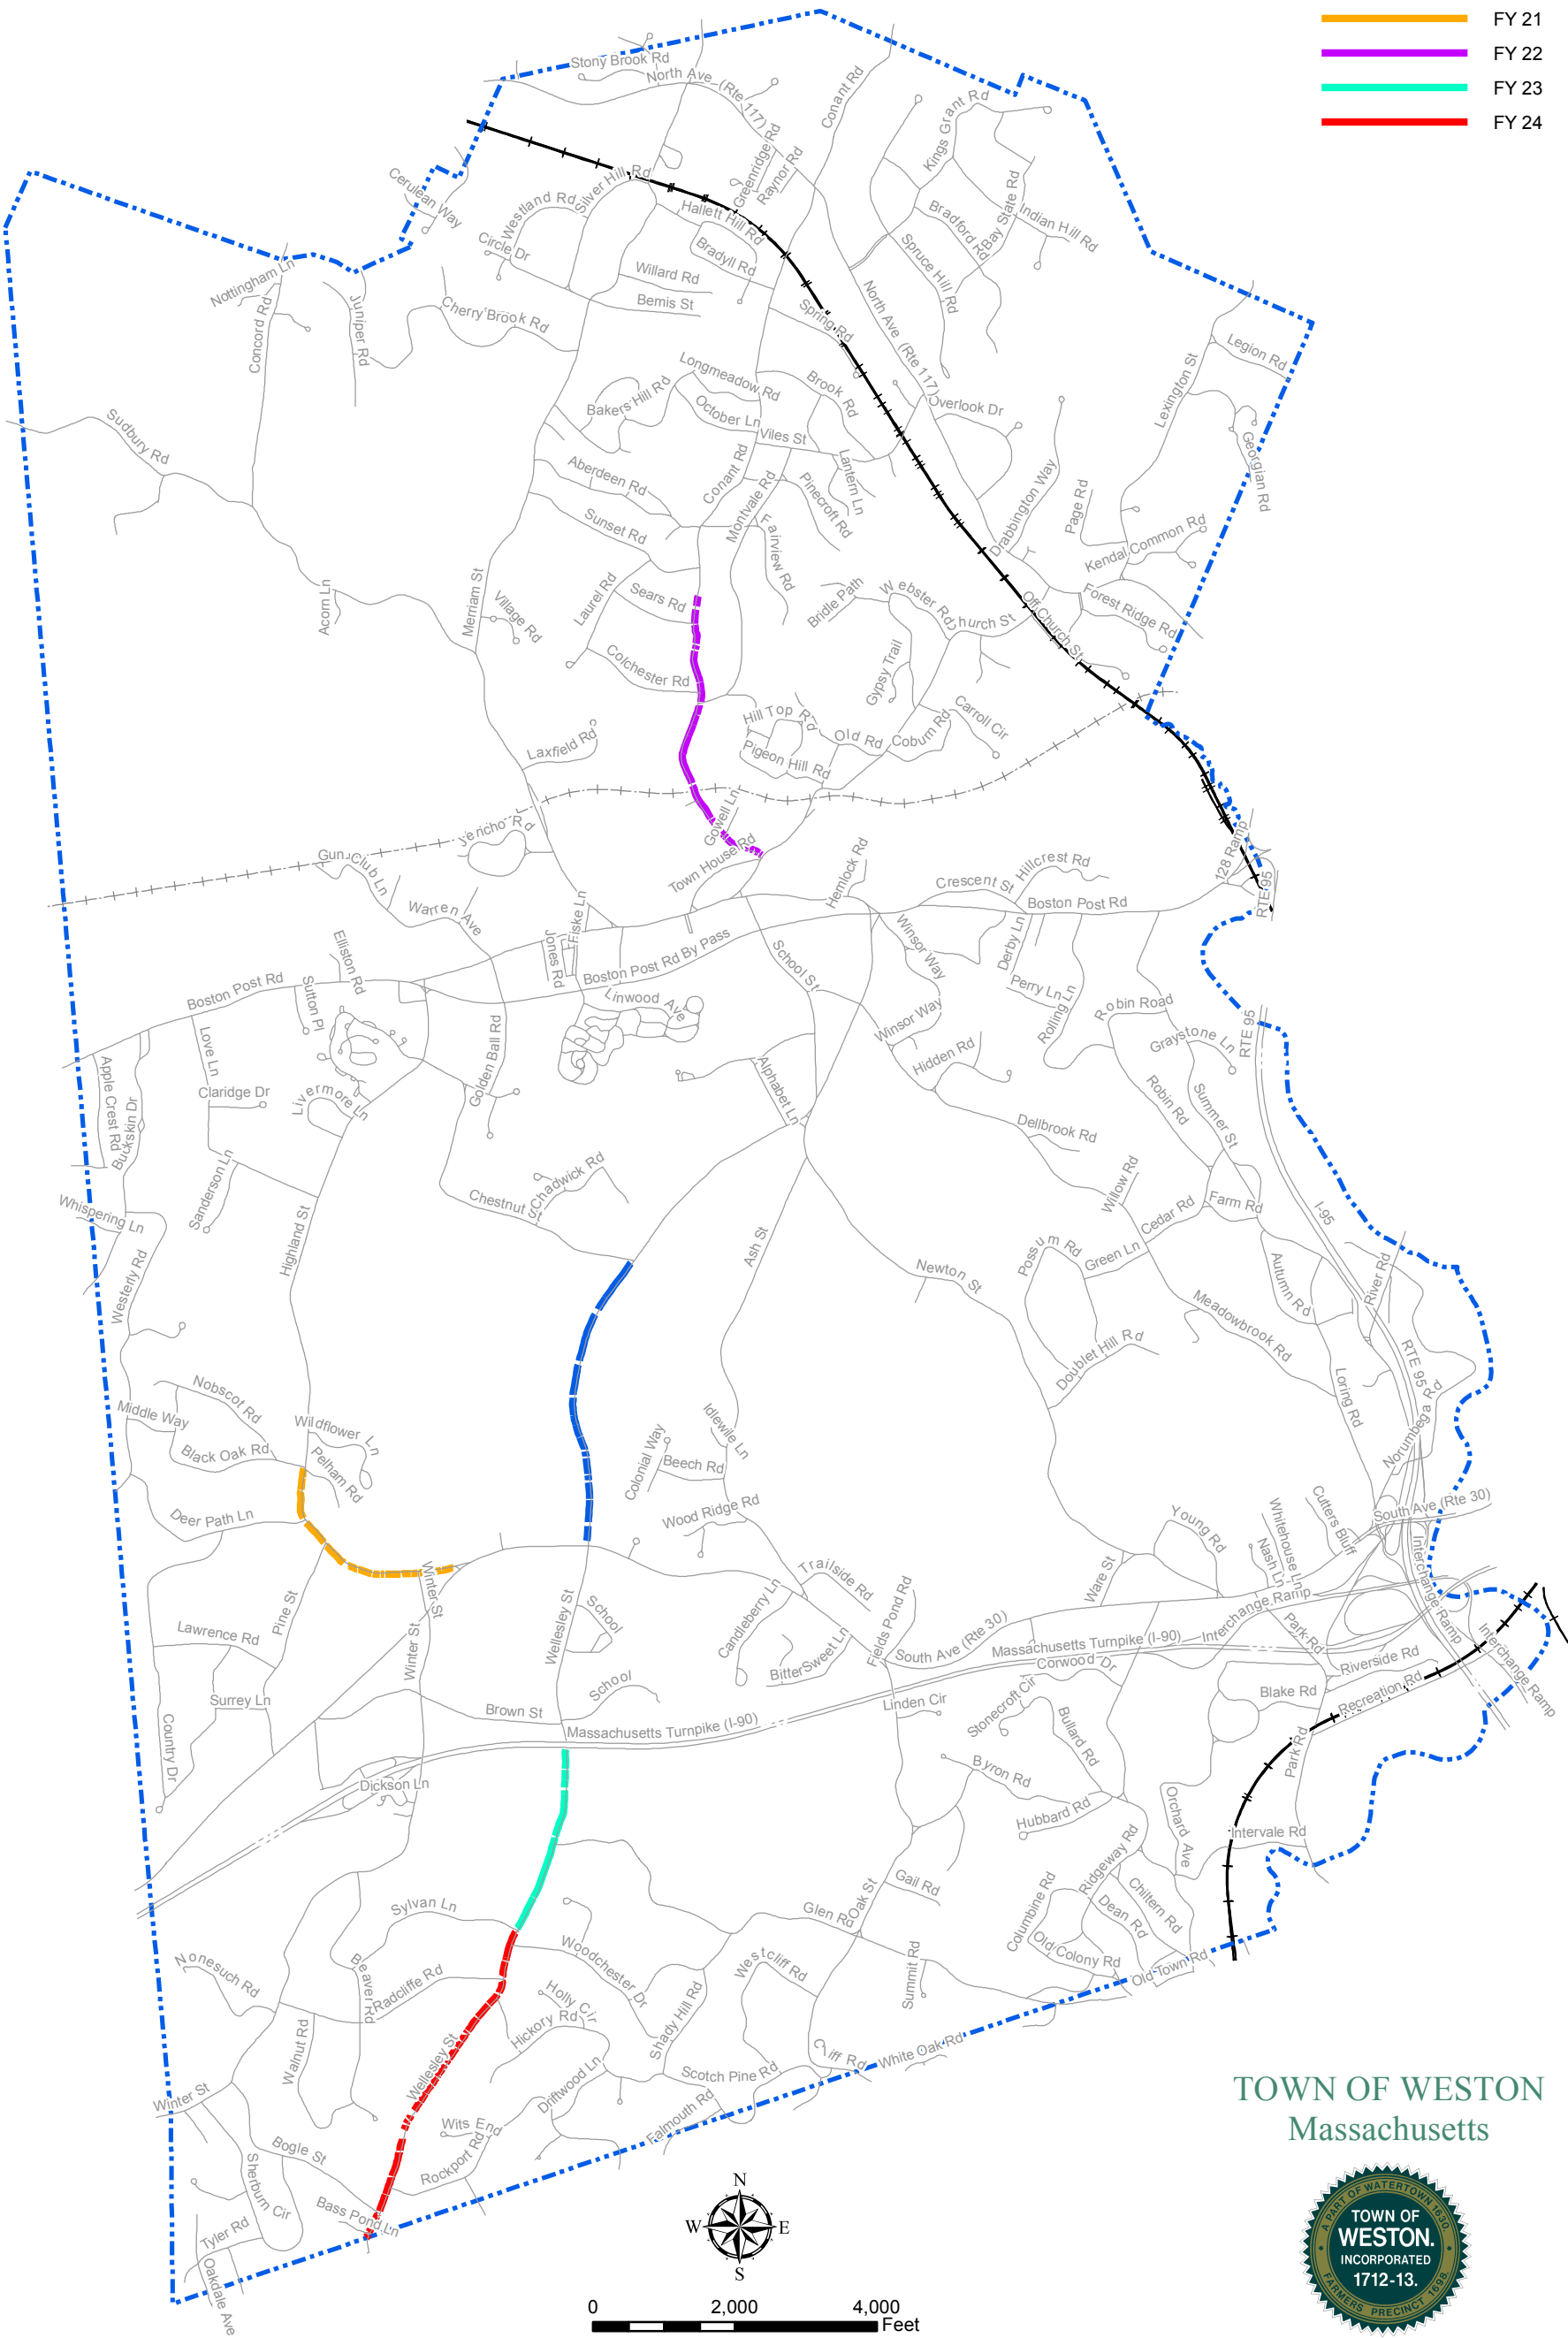 FY 21
FY 22
FY 23
FY 24
Stony Brook Rd
North Ave (Rte 117)
Conant Rd
Kings Grant Rd
Greenridge Rd
Raynor Rd
Cerulean Way
Westland Rd
Silver Hill Rd
Hallett Hill Rd
Bradford Rd
Bay State Rd
Indian Hill Rd
Circle Dr
Bradyll Rd
Spruce Hill Rd
Nottingham Ln
Willard Rd
Bemis St
Concord Rd
Juniper Rd
Cherry Brook Rd
Spring Rd
North Ave (Rte 117)
Legion Rd
Lexington St
Longmeadow Rd
Bakers Hill Rd
Brook Rd
October Ln
Overlook Dr
Viles St
Sudbury Rd
Georgian Rd
Conant Rd
Aberdeen Rd
Lantern Ln
Pinecroft Rd
Montvale Rd
Drabbington Way
Page Rd
Sunset Rd
Fairview Rd
Kendal Common Rd
Acorn Ln
Merriam St
Village Rd
Laurel Rd
Sears Rd
Bridle Path
Webster Rd
Church St
Off Church St
Forest Ridge Rd
Colchester Rd
Gypsy Trail
Hill Top Rd
Old Rd
Coburn Rd
Carroll Cir
Laxfield Rd
Pigeon Hill Rd
Gowell Ln
Jericho Rd
Town House Rd
128 Ramp
Gun Club Ln
Hemlock Rd
Hillcrest Rd
Crescent St
Boston Post Rd
RTE 95
Warren Ave
Fiske Ln
Jones Rd
Boston Post Rd By Pass
School St
Winsor Way
Derby Ln
Elliston Rd
Boston Post Rd
Sutton Pl
Linwood Ave
Perry Ln
Rolling Ln
Robin Road
Winsor Way
Graystone Ln
RTE 95
Love Ln
Golden Ball Rd
Hidden Rd
Apple Crest Rd
Buckskin Dr
Claridge Dr
Livermore Ln
Alphabet Ln
Robin Rd
Summer St
Dellbrook Rd
Sanderson Ln
Chadwick Rd
Chestnut St
Willow Rd
Cedar Rd
Farm Rd
I-95
Whispering Ln
Highland St
Ash St
Possum Rd
Green Ln
Newton St
Westerly Rd
Autumn Rd
River Rd
Meadowbrook Rd
Doublet Hill Rd
RTE 95
Loring Rd
Nobscot Rd
Middle Way
Wildflower Ln
Black Oak Rd
Pelham Rd
Idlewile Ln
Colonial Way
Beech Rd
Norumbega Rd
Deer Path Ln
Wood Ridge Rd
Young Rd
Whitehouse Ln
Nash Ln
Cutters Bluff
South Ave (Rte 30)
Interchange Ramp
Winter St
Pine St
Wellesley St
School
Trailside Rd
Candleberry Ln
Fields Pond Rd
Ware St
Interchange Ramp
Lawrence Rd
Winter St
BitterSweet Ln
South Ave (Rte 30)
Massachusetts Turnpike (I-90)
Park Rd
Interchange Ramp
Corwood Dr
Riverside Rd
Surrey Ln
School
Brown St
Linden Cir
Stonecroft Cir
Blake Rd
Recreation Rd
Country Dr
Massachusetts Turnpike (I-90)
Bullard Rd
Park Rd
Dickson Ln
Byron Rd
Hubbard Rd
Orchard Ave
Intervale Rd
Gail Rd
Ridgeway Rd
Sylvan Ln
Oak St
Glen Rd
Columbine Rd
Dean Rd
Chiltern Rd
Woodchester Dr
Westcliff Rd
Summit Rd
Old Colony Rd
Old Town Rd
Nonesuch Rd
Beaver Rd
Radcliffe Rd
Holly Cir
Hickory Rd
Shady Hill Rd
Walnut Rd
Wellesley St
Driftwood Ln
Scotch Pine Rd
Cliff Rd
White Oak Rd
Winter St
Wits End
Falmouth Rd
TOWN OF WESTON
Massachusetts
Bogle St
Rockport Rd
Sherburn Cir
Bass Pond Ln
Tyler Rd
Oakdale Ave
N
W
E
S
A PART OF WATERTOWN 1630.
TOWN OF
WESTON.
INCORPORATED
1712-13.
FARMERS PRECINCT 1698.
0
2,000
4,000
Feet